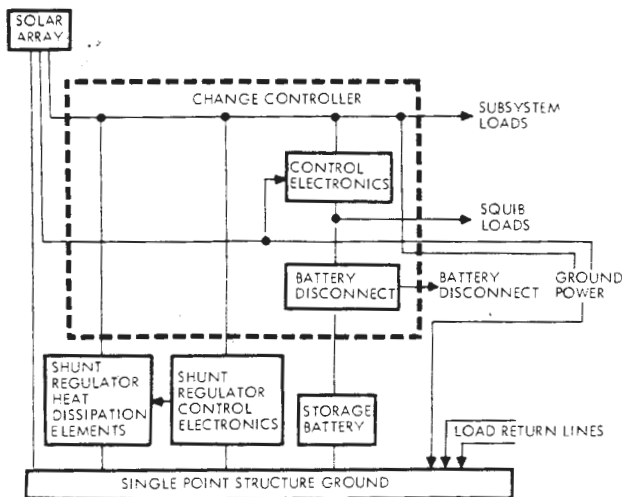 SOLAR
ARRAY
CHANGE CONTROLLER
SUBSYSTEM
LOADS
CONTROL
ELECTRONICS
SQUIB
LOADS
BATTERY
DISCONNECT
BATTERY
DISCONNECT
GROUND
POWER
SHUNT
REGULATOR
HEAT
DISSIPATION
ELEMENTS
SHUNT
REGULATOR
CONTROL
ELECTRONICS
STORAGE
BATTERY
LOAD RETURN LINES
SINGLE POINT STRUCTURE GROUND